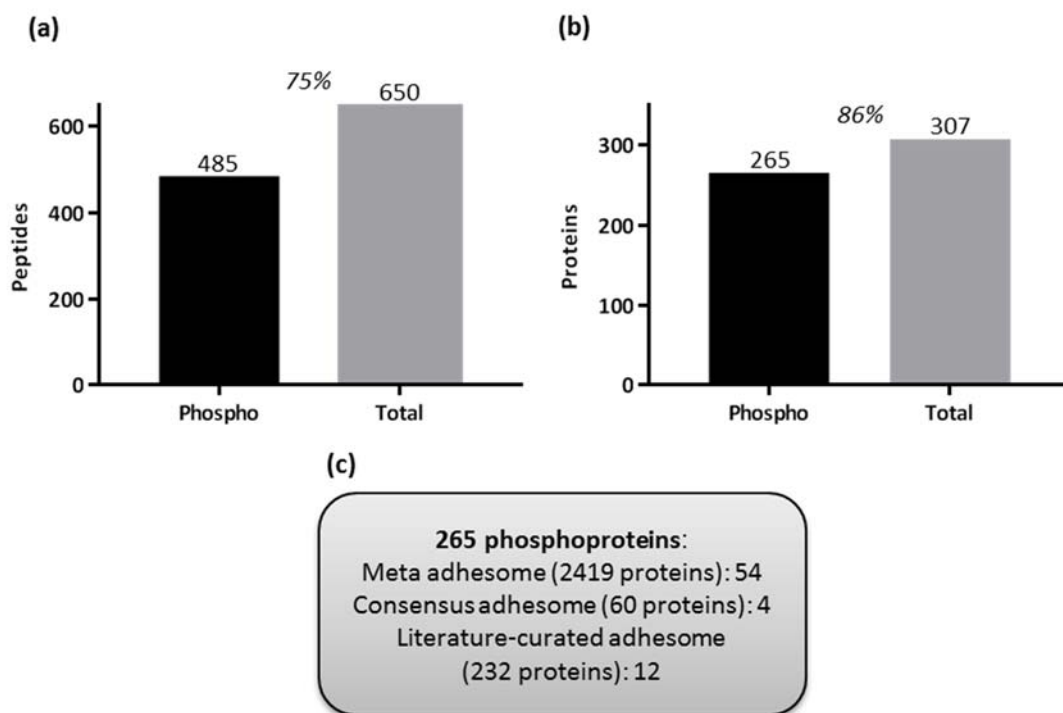 (a)
75%
650
485
600
400
200
0
Peptides
Phospho
Total
(b)
86%
307
265
300
200
100
0
Proteins
Phospho
Total
(c)
265 phosphoproteins:
Meta adhesome (2419 proteins): 54
Consensus adhesome (60 proteins): 4
Literature-curated adhesome
(232 proteins): 12